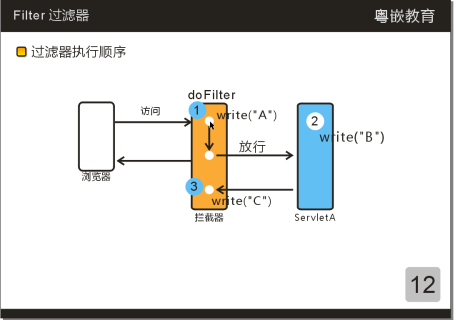 Filter 过滤器
粤嵌教育
过滤器执行顺序
doFilter
访问
1
write("A")
2
write("B")
放行
浏览器
3
write("C")
拦截器
ServletA
12